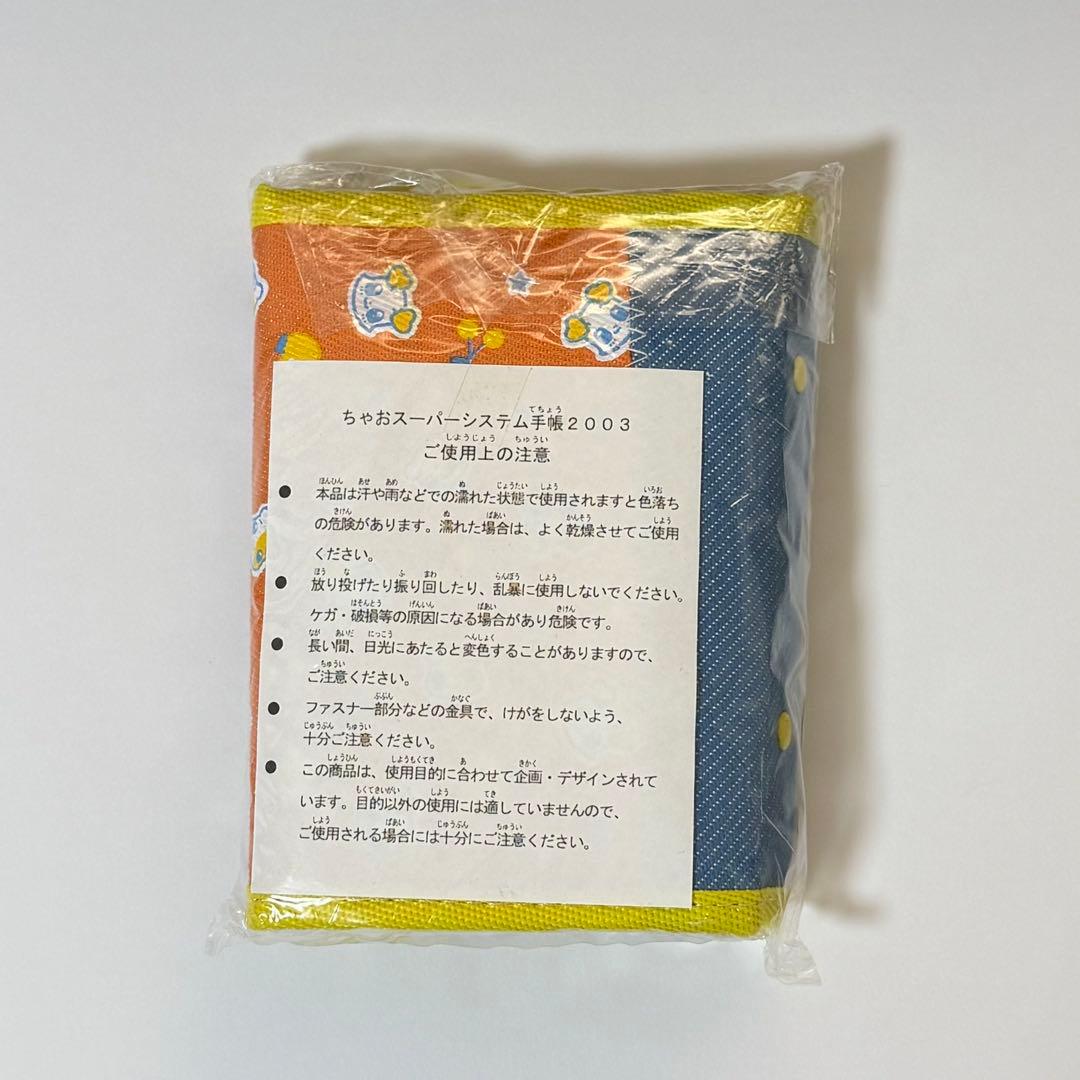 ちゃおスーパーシステム手帳2003
ご使用上の注意
● 本品は汗や雨などでの濡れた状態で使用されますと色落ち
の危険があります。濡れた場合は、よく乾燥させてご使用
ください。
● 放り投げたり振り回したり、乱暴に使用しないでください。
ケガ・破損等の原因になる場合があり危険です。
● 長い間、日光にあたると変色することがありますので、
ご注意ください。
● ファスナー部分などの金具で、けがをしないよう、
十分ご注意ください。
● この商品は、使用目的に合わせて企画・デザインされて
います。目的以外の使用には適していませんので、
ご使用される場合には十分にご注意ください。